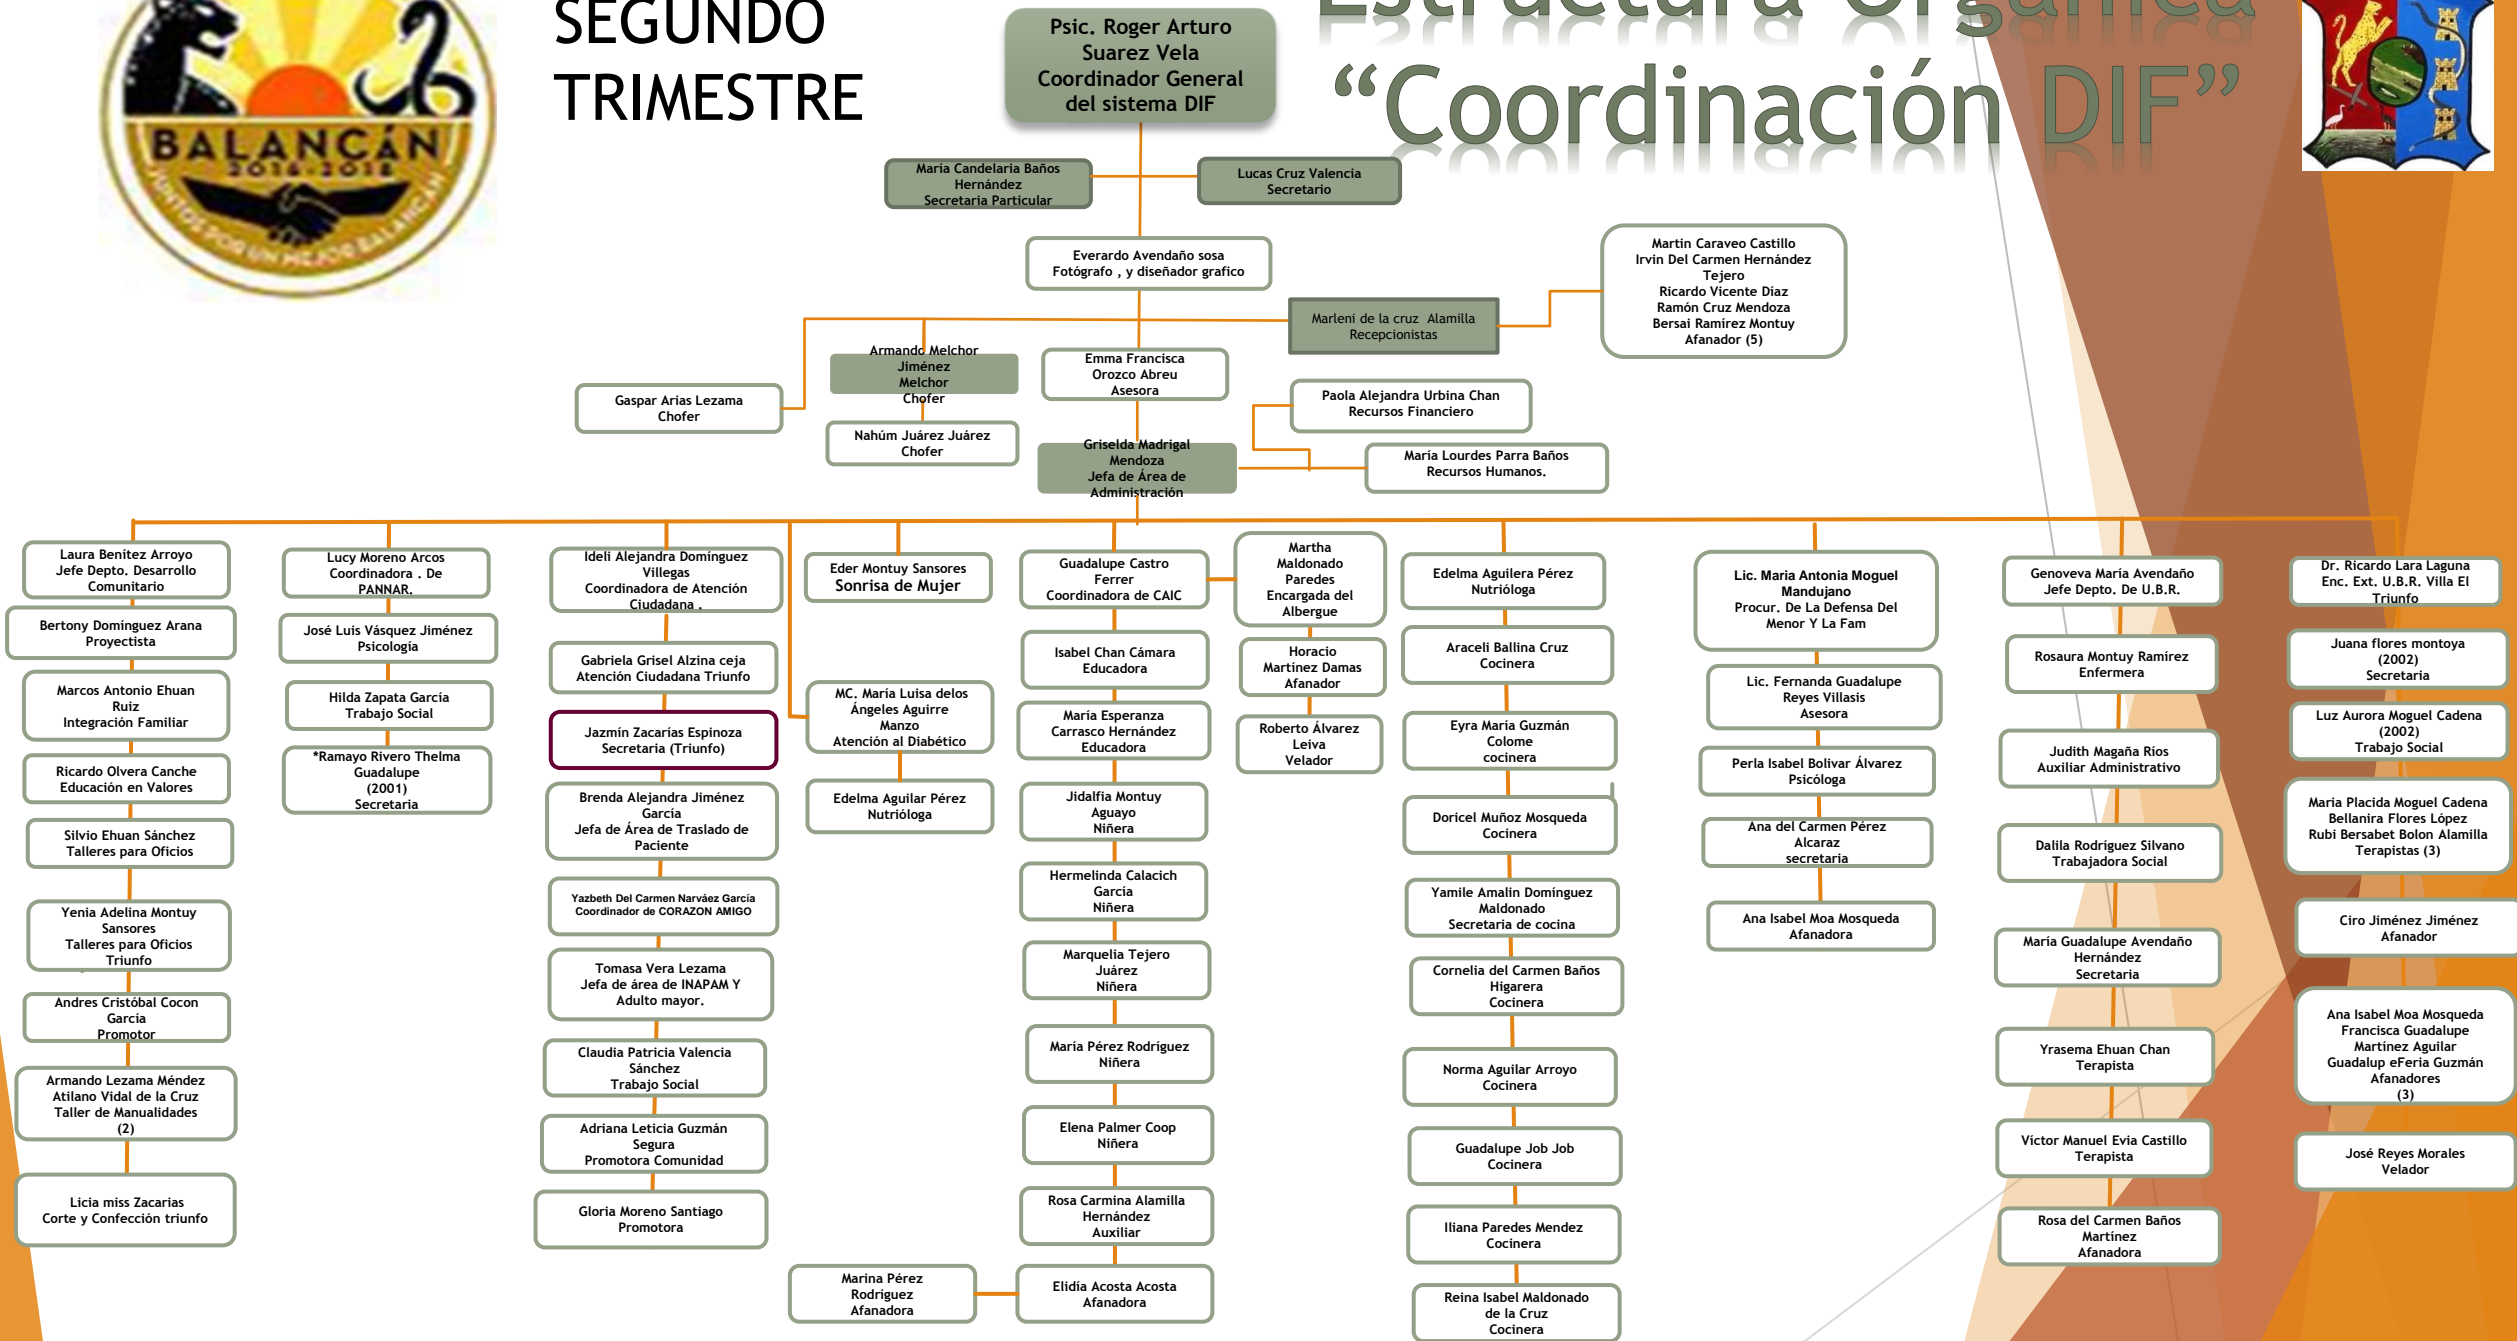 SEGUNDO
TRIMESTRE
Estructura Orgánica
“Coordinación DIF”
BALANCÁN
2016-2018
JUNTOS POR UN MEJOR BALANCÁN
Psic. Roger Arturo
Suarez Vela
Coordinador General
del sistema DIF
María Candelaria Baños
Hernández
Secretaria Particular
Lucas Cruz Valencia
Secretario
Everardo Avendaño sosa
Fotógrafo , y diseñador grafico
Martin Caraveo Castillo
Irvin Del Carmen Hernández
Tejero
Ricardo Vicente Díaz
Ramón Cruz Mendoza
Bersai Ramírez Montuy
Afanador (5)
Marleni de la cruz  Alamilla
Recepcionistas
Armando Melchor
Jiménez
Melchor
Chofer
Emma Francisca
Orozco Abreu
Asesora
Gaspar Arias Lezama
Chofer
Nahúm Juárez Juárez
Chofer
Paola Alejandra Urbina Chan
Recursos Financiero
Griselda Madrigal
Mendoza
Jefa de Área de
Administración
María Lourdes Parra Baños
Recursos Humanos.
Laura Benítez Arroyo
Jefe Depto. Desarrollo
Comunitario
Bertony Domínguez Arana
Proyectista
Marcos Antonio Ehuan
Ruiz
Integración Familiar
Ricardo Olvera Canche
Educación en Valores
Silvio Ehuan Sánchez
Talleres para Oficios
Yenia Adelina Montuy
Sansores
Talleres para Oficios
Triunfo
Andres Cristóbal Cocon
García
Promotor
Armando Lezama Méndez
Atilano Vidal de la Cruz
Taller de Manualidades
(2)
Licia miss Zacarias
Corte y Confección triunfo
Lucy Moreno Arcos
Coordinadora . De
PANNAR.
José Luis Vásquez Jiménez
Psicología
Hilda Zapata García
Trabajo Social
*Ramayo Rivero Thelma
Guadalupe
(2001)
Secretaria
Ideli Alejandra Domínguez
Villegas
Coordinadora de Atención
Ciudadana .
Gabriela Grisel Alzina ceja
Atención Ciudadana Triunfo
Jazmín Zacarías Espinoza
Secretaria (Triunfo)
Brenda Alejandra Jiménez
García
Jefa de Área de Traslado de
Paciente
Yazbeth Del Carmen Narváez García
Coordinador de CORAZON AMIGO
Tomasa Vera Lezama
Jefa de área de INAPAM Y
Adulto mayor.
Claudia Patricia Valencia
Sánchez
Trabajo Social
Adriana Leticia Guzmán
Segura
Promotora Comunidad
Gloria Moreno Santiago
Promotora
Eder Montuy Sansores
Sonrisa de Mujer
MC. María Luisa delos
Ángeles Aguirre
Manzo
Atención al Diabético
Edelma Aguilar Pérez
Nutrióloga
Guadalupe Castro
Ferrer
Coordinadora de CAIC
Isabel Chan Cámara
Educadora
María Esperanza
Carrasco Hernández
Educadora
Jidalfia Montuy
Aguayo
Niñera
Hermelinda Calacich
García
Niñera
Marquelia Tejero
Juárez
Niñera
María Pérez Rodríguez
Niñera
Elena Palmer Coop
Niñera
Rosa Carmina Alamilla
Hernández
Auxiliar
Elidía Acosta Acosta
Afanadora
Marina Pérez
Rodríguez
Afanadora
Martha
Maldonado
Paredes
Encargada del
Albergue
Horacio
Martínez Damas
Afanador
Roberto Álvarez
Leiva
Velador
Edelma Aguilera Pérez
Nutrióloga
Araceli Ballina Cruz
Cocinera
Eyra María Guzmán
Colome
cocinera
Doricel Muñoz Mosqueda
Cocinera
Yamile Amalin Domínguez
Maldonado
Secretaria de cocina
Cornelia del Carmen Baños
Higarera
Cocinera
Norma Aguilar Arroyo
Cocinera
Guadalupe Job Job
Cocinera
Iliana Paredes Mendez
Cocinera
Reina Isabel Maldonado
de la Cruz
Cocinera
Lic. Maria Antonia Moguel
Mandujano
Procur. De La Defensa Del
Menor Y La Fam
Lic. Fernanda Guadalupe
Reyes Villasis
Asesora
Perla Isabel Bolivar Álvarez
Psicóloga
Ana del Carmen Pérez
Alcaraz
secretaria
Ana Isabel Moa Mosqueda
Afanadora
Genoveva María Avendaño
Jefe Depto. De U.B.R.
Rosaura Montuy Ramírez
Enfermera
Judith Magaña Ríos
Auxiliar Administrativo
Dalila Rodríguez Silvano
Trabajadora Social
María Guadalupe Avendaño
Hernández
Secretaria
Yrasema Ehuan Chan
Terapista
Víctor Manuel Evia Castillo
Terapista
Rosa del Carmen Baños
Martínez
Afanadora
Dr. Ricardo Lara Laguna
Enc. Ext. U.B.R. Villa El
Triunfo
Juana flores montoya
(2002)
Secretaria
Luz Aurora Moguel Cadena
(2002)
Trabajo Social
Maria Placida Moguel Cadena
Bellanira Flores López
Rubi Bersabet Bolon Alamilla
Terapistas (3)
Ciro Jiménez Jiménez
Afanador
Ana Isabel Moa Mosqueda
Francisca Guadalupe
Martínez Aguilar
Guadalup eFeria Guzmán
Afanadores
(3)
José Reyes Morales
Velador